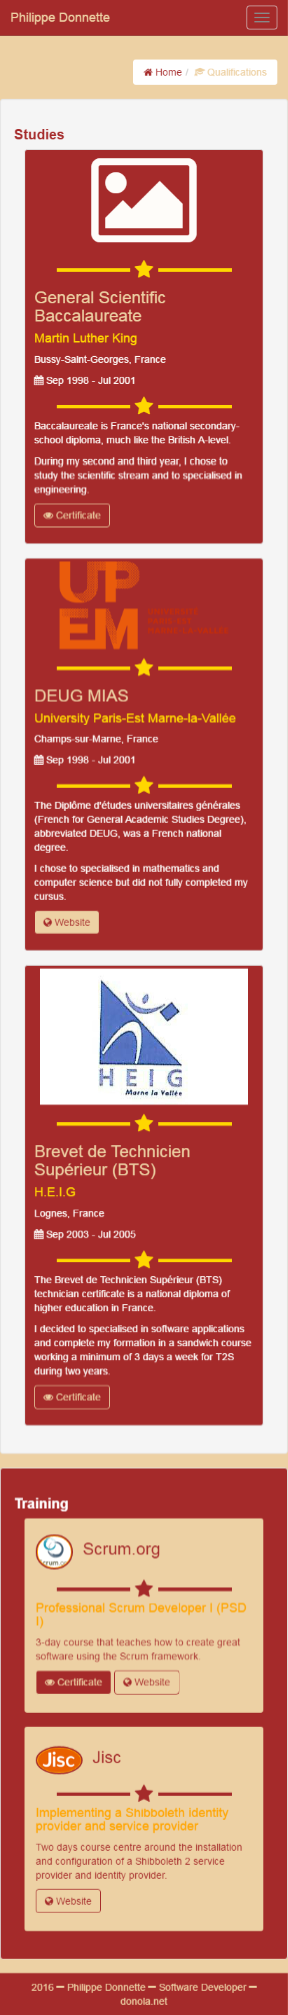 Philippe Donnette
Home / Qualifications
Studies
General Scientific
Baccalaureate
Martin Luther King
Bussy-Saint-Georges, France
Sep 1998 - Jul 2001
Baccalaureate is France's national secondary-
school diploma, much like the British A-level.
During my second and third year, I chose to
study the scientific stream and to specialised in
engineering.
Certificate
UP
EM
DEUG MIAS
University Paris-Est Marne-la-Vallée
Champs-sur-Marne, France
Sep 1998 - Jul 2001
The Diplôme d'études universitaires générales
(French for General Academic Studies Degree),
abbreviated DEUG, was a French national
degree.
I chose to specialised in mathematics and
computer science but did not fully completed my
cursus.
Website
HEIG
Marne la Vallée
Brevet de Technicien
Supérieur (BTS)
H.E.I.G
Lognes, France
Sep 2003 - Jul 2005
The Brevet de Technicien Supérieur (BTS)
technician certificate is a national diploma of
higher education in France.
I decided to specialised in software applications
and complete my formation in a sandwich course
working a minimum of 3 days a week for T2S
during two years.
Certificate
Training
Scrum.org
Professional Scrum Developer I (PSD
I)
3-day course that teaches how to create great
software using the Scrum framework.
Certificate Website
Jisc Jisc
Implementing a Shibboleth Identity
provider and service provider
Two days course centre around the installation
and configuration of a Shibboleth 2 service
provider and identity provider.
Website
2016 — Philippe Donnette — Software Developer —
donola.net